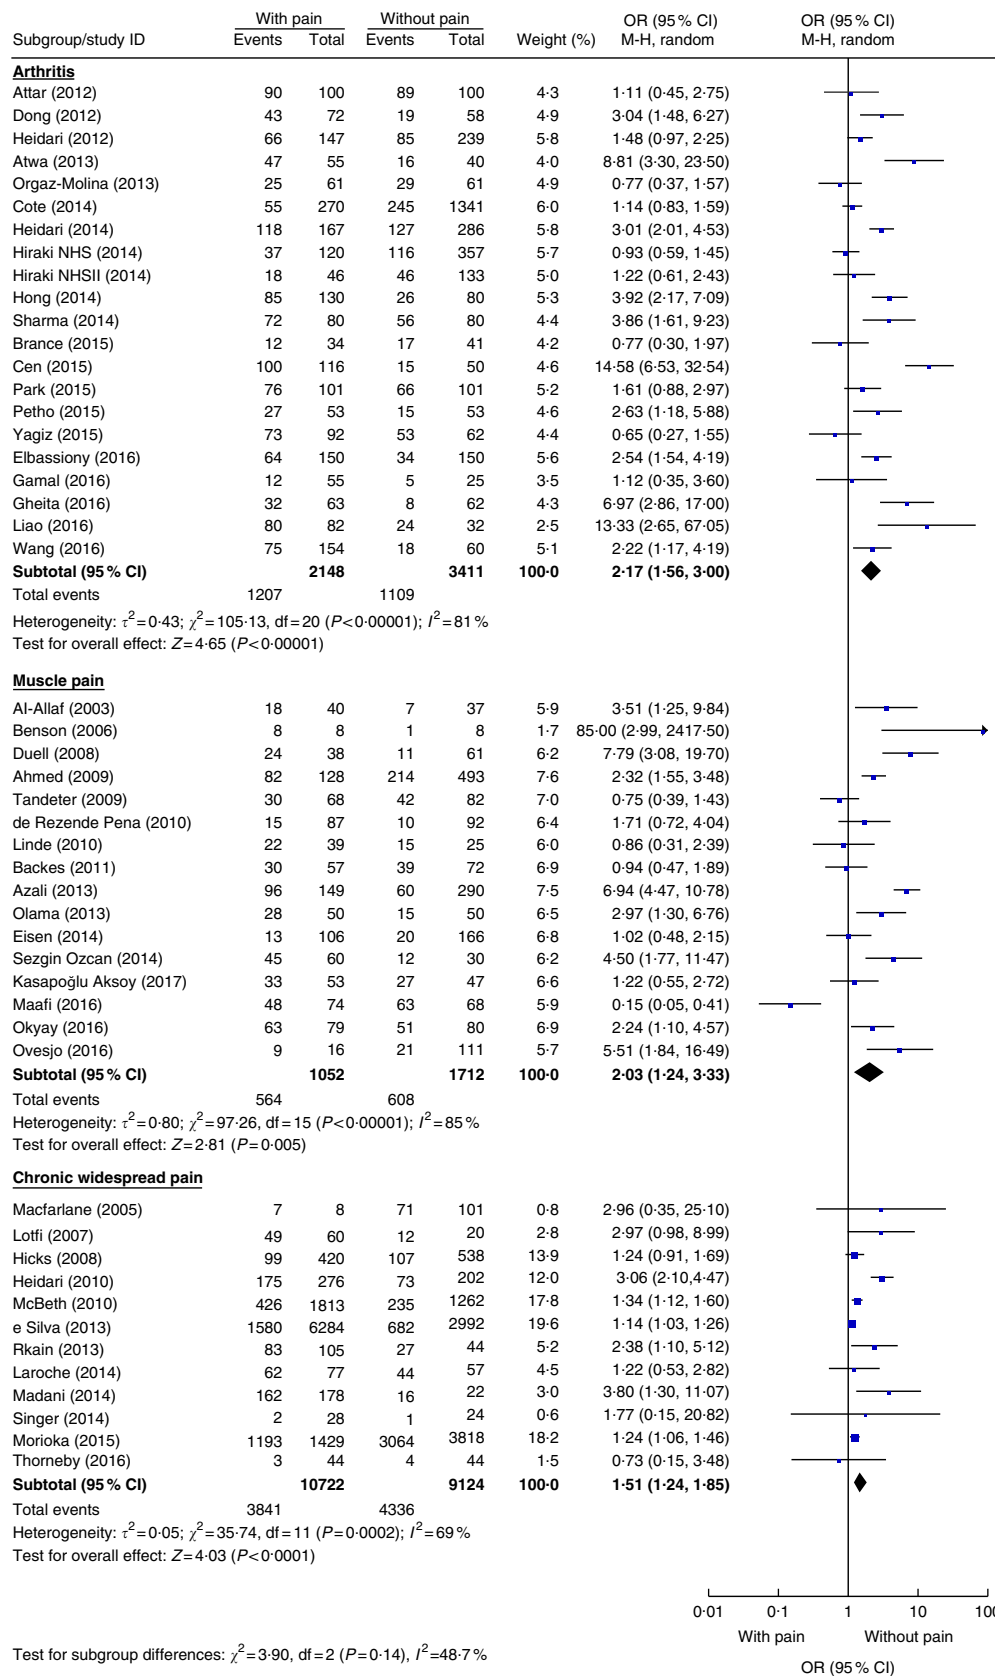 With pain Without pain OR (95 % CI) OR (95 % CI)
Subgroup/study ID Events Total Events Total Weight (%) M-H, random M-H, random
Arthritis
Attar (2012) 90 100 89 100 4·3 1·11 (0·45, 2·75)
Dong (2012) 43 72 19 58 4·9 3·04 (1·48, 6·27)
Heidari (2012) 66 147 85 239 5·8 1·48 (0·97, 2·25)
Atwa (2013) 47 55 16 40 4·0 8·81 (3·30, 23·50)
Orgaz-Molina (2013) 25 61 29 61 4·9 0·77 (0·37, 1·57)
Cote (2014) 55 270 245 1341 6·0 1·14 (0·83, 1·59)
Heidari (2014) 118 167 127 286 5·8 3·01 (2·01, 4·53)
Hiraki NHS (2014) 37 120 116 357 5·7 0·93 (0·59, 1·45)
Hiraki NHSII (2014) 18 46 46 133 5·0 1·22 (0·61, 2·43)
Hong (2014) 85 130 26 80 5·3 3·92 (2·17, 7·09)
Sharma (2014) 72 80 56 80 4·4 3·86 (1·61, 9·23)
Brance (2015) 12 34 17 41 4·2 0·77 (0·30, 1·97)
Cen (2015) 100 116 15 50 4·6 14·58 (6·53, 32·54)
Park (2015) 76 101 66 101 5·2 1·61 (0·88, 2·97)
Petho (2015) 27 53 15 53 4·6 2·63 (1·18, 5·88)
Yagiz (2015) 73 92 53 62 4·4 0·65 (0·27, 1·55)
Elbassiony (2016) 64 150 34 150 5·6 2·54 (1·54, 4·19)
Gamal (2016) 12 55 5 25 3·5 1·12 (0·35, 3·60)
Gheita (2016) 32 63 8 62 4·3 6·97 (2·86, 17·00)
Liao (2016) 80 82 24 32 2·5 13·33 (2·65, 67·05)
Wang (2016) 75 154 18 60 5·1 2·22 (1·17, 4·19)
Subtotal (95 % CI) 2148 3411 100·0 2·17 (1·56, 3·00)
Total events 1207 1109
Heterogeneity: τ²=0·43; χ²=105·13, df=20 (P<0·00001); I²=81 %
Test for overall effect: Z=4·65 (P<0·00001)
Muscle pain
Al-Allaf (2003) 18 40 7 37 5·9 3·51 (1·25, 9·84)
Benson (2006) 8 8 1 8 1·7 85·00 (2·99, 2417·50)
Duell (2008) 24 38 11 61 6·2 7·79 (3·08, 19·70)
Ahmed (2009) 82 128 214 493 7·6 2·32 (1·55, 3·48)
Tandeter (2009) 30 68 42 82 7·0 0·75 (0·39, 1·43)
de Rezende Pena (2010) 15 87 10 92 6·4 1·71 (0·72, 4·04)
Linde (2010) 22 39 15 25 6·0 0·86 (0·31, 2·39)
Backes (2011) 30 57 39 72 6·9 0·94 (0·47, 1·89)
Azali (2013) 96 149 60 290 7·5 6·94 (4·47, 10·78)
Olama (2013) 28 50 15 50 6·5 2·97 (1·30, 6·76)
Eisen (2014) 13 106 20 166 6·8 1·02 (0·48, 2·15)
Sezgin Ozcan (2014) 45 60 12 30 6·2 4·50 (1·77, 11·47)
Kasapoğlu Aksoy (2017) 33 53 27 47 6·6 1·22 (0·55, 2·72)
Maafi (2016) 48 74 63 68 5·9 0·15 (0·05, 0·41)
Okyay (2016) 63 79 51 80 6·9 2·24 (1·10, 4·57)
Ovesjo (2016) 9 16 21 111 5·7 5·51 (1·84, 16·49)
Subtotal (95 % CI) 1052 1712 100·0 2·03 (1·24, 3·33)
Total events 564 608
Heterogeneity: τ²=0·80; χ²=97·26, df=15 (P<0·00001); I²=85 %
Test for overall effect: Z=2·81 (P=0·005)
Chronic widespread pain
Macfarlane (2005) 7 8 71 101 0·8 2·96 (0·35, 25·10)
Lotfi (2007) 49 60 12 20 2·8 2·97 (0·98, 8·99)
Hicks (2008) 99 420 107 538 13·9 1·24 (0·91, 1·69)
Heidari (2010) 175 276 73 202 12·0 3·06 (2·10,4·47)
McBeth (2010) 426 1813 235 1262 17·8 1·34 (1·12, 1·60)
e Silva (2013) 1580 6284 682 2992 19·6 1·14 (1·03, 1·26)
Rkain (2013) 83 105 27 44 5·2 2·38 (1·10, 5·12)
Laroche (2014) 62 77 44 57 4·5 1·22 (0·53, 2·82)
Madani (2014) 162 178 16 22 3·0 3·80 (1·30, 11·07)
Singer (2014) 2 28 1 24 0·6 1·77 (0·15, 20·82)
Morioka (2015) 1193 1429 3064 3818 18·2 1·24 (1·06, 1·46)
Thorneby (2016) 3 44 4 44 1·5 0·73 (0·15, 3·48)
Subtotal (95 % CI) 10722 9124 100·0 1·51 (1·24, 1·85)
Total events 3841 4336
Heterogeneity: τ²=0·05; χ²=35·74, df=11 (P=0·0002); I²=69 %
Test for overall effect: Z=4·03 (P<0·0001)
0·01 0·1 1 10 100
With pain Without pain
Test for subgroup differences: χ²=3·90, df=2 (P=0·14), I²=48·7 %
OR (95 % CI)